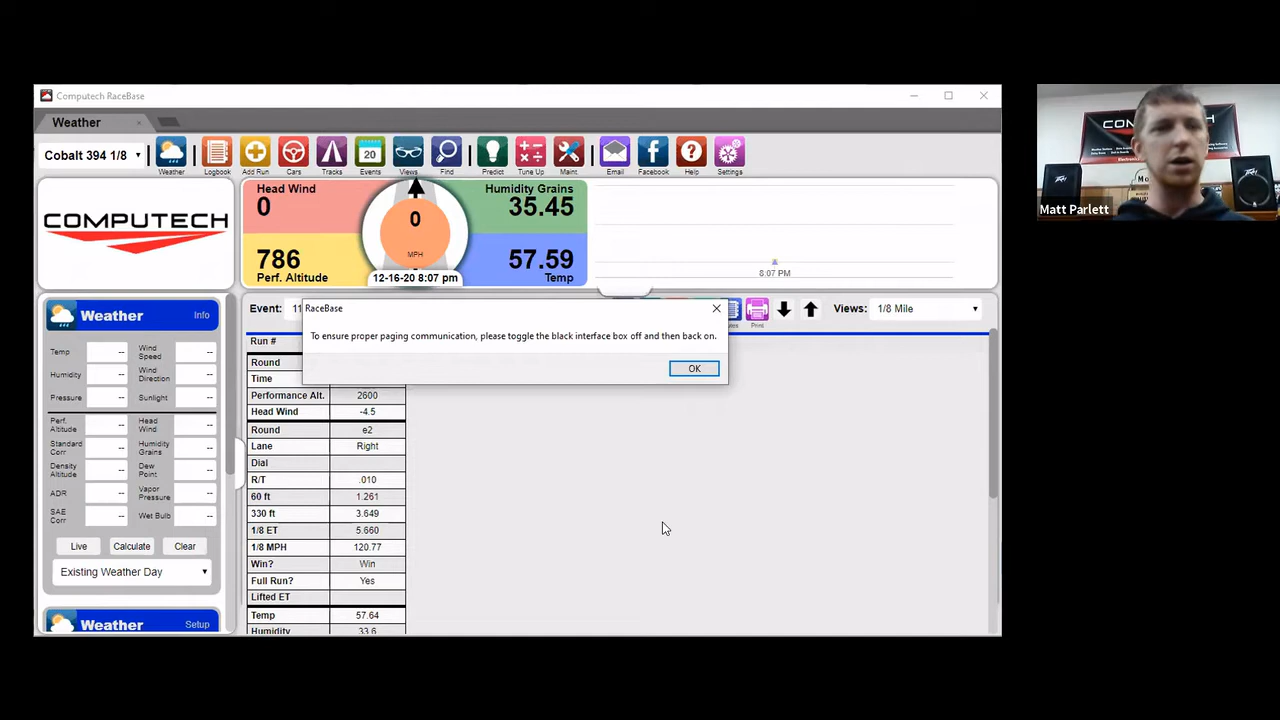 Computech RaceBase
Weather
Cobalt 394 1/8
20
Weather Logbook Add Run Cars Tracks Events Views Find Predict Tune Up Maint Email Facebook Help Settings
COMPUTECH
Head Wind
0
786
Perf. Altitude
0
MPH
12-16-20 8:07 pm
Humidity Grains
35.45
57.59
Temp
8:07 PM
Matt Parlett
PEAVEY
Weather Info
Temp -- Wind Speed --
Humidity -- Wind Direction --
Pressure -- Sunlight --
Perf. Altitude -- Head Wind --
Standard Corr -- Humidity Grains --
Density Altitude -- Dew Point --
ADR -- Vapor Pressure --
SAE Corr -- Wet Bulb --
Live Calculate Clear
Existing Weather Day
Weather Setup
Event: 11
Print
Views: 1/8 Mile
RaceBase
To ensure proper paging communication, please toggle the black interface box off and then back on.
OK
Run #
Round
Time
Performance Alt. 2600
Head Wind -4.5
Round e2
Lane Right
Dial
R/T .010
60 ft 1.261
330 ft 3.649
1/8 ET 5.660
1/8 MPH 120.77
Win? Win
Full Run? Yes
Lifted ET
Temp 57.64
Humidity 33.6